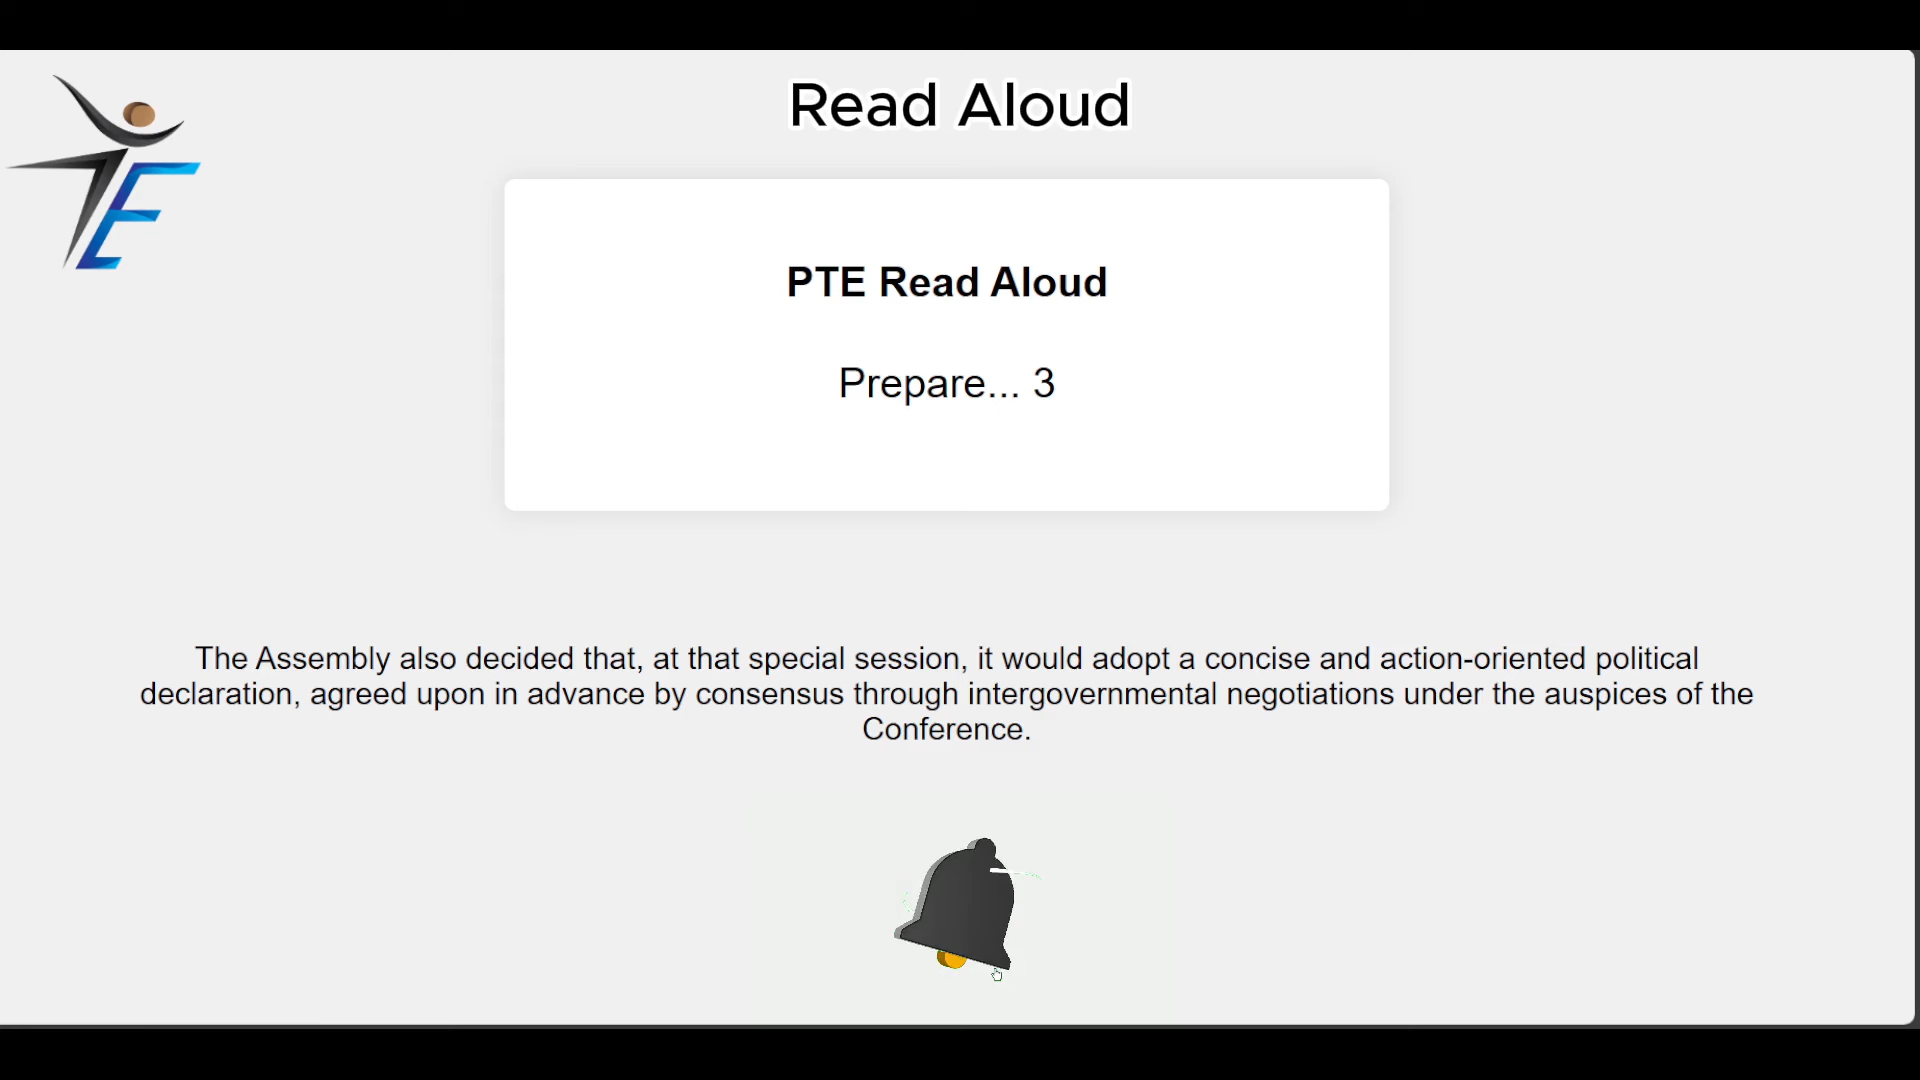 Read Aloud
PTE Read Aloud
Prepare... 3
The Assembly also decided that, at that special session, it would adopt a concise and action-oriented political
declaration, agreed upon in advance by consensus through intergovernmental negotiations under the auspices of the
Conference.